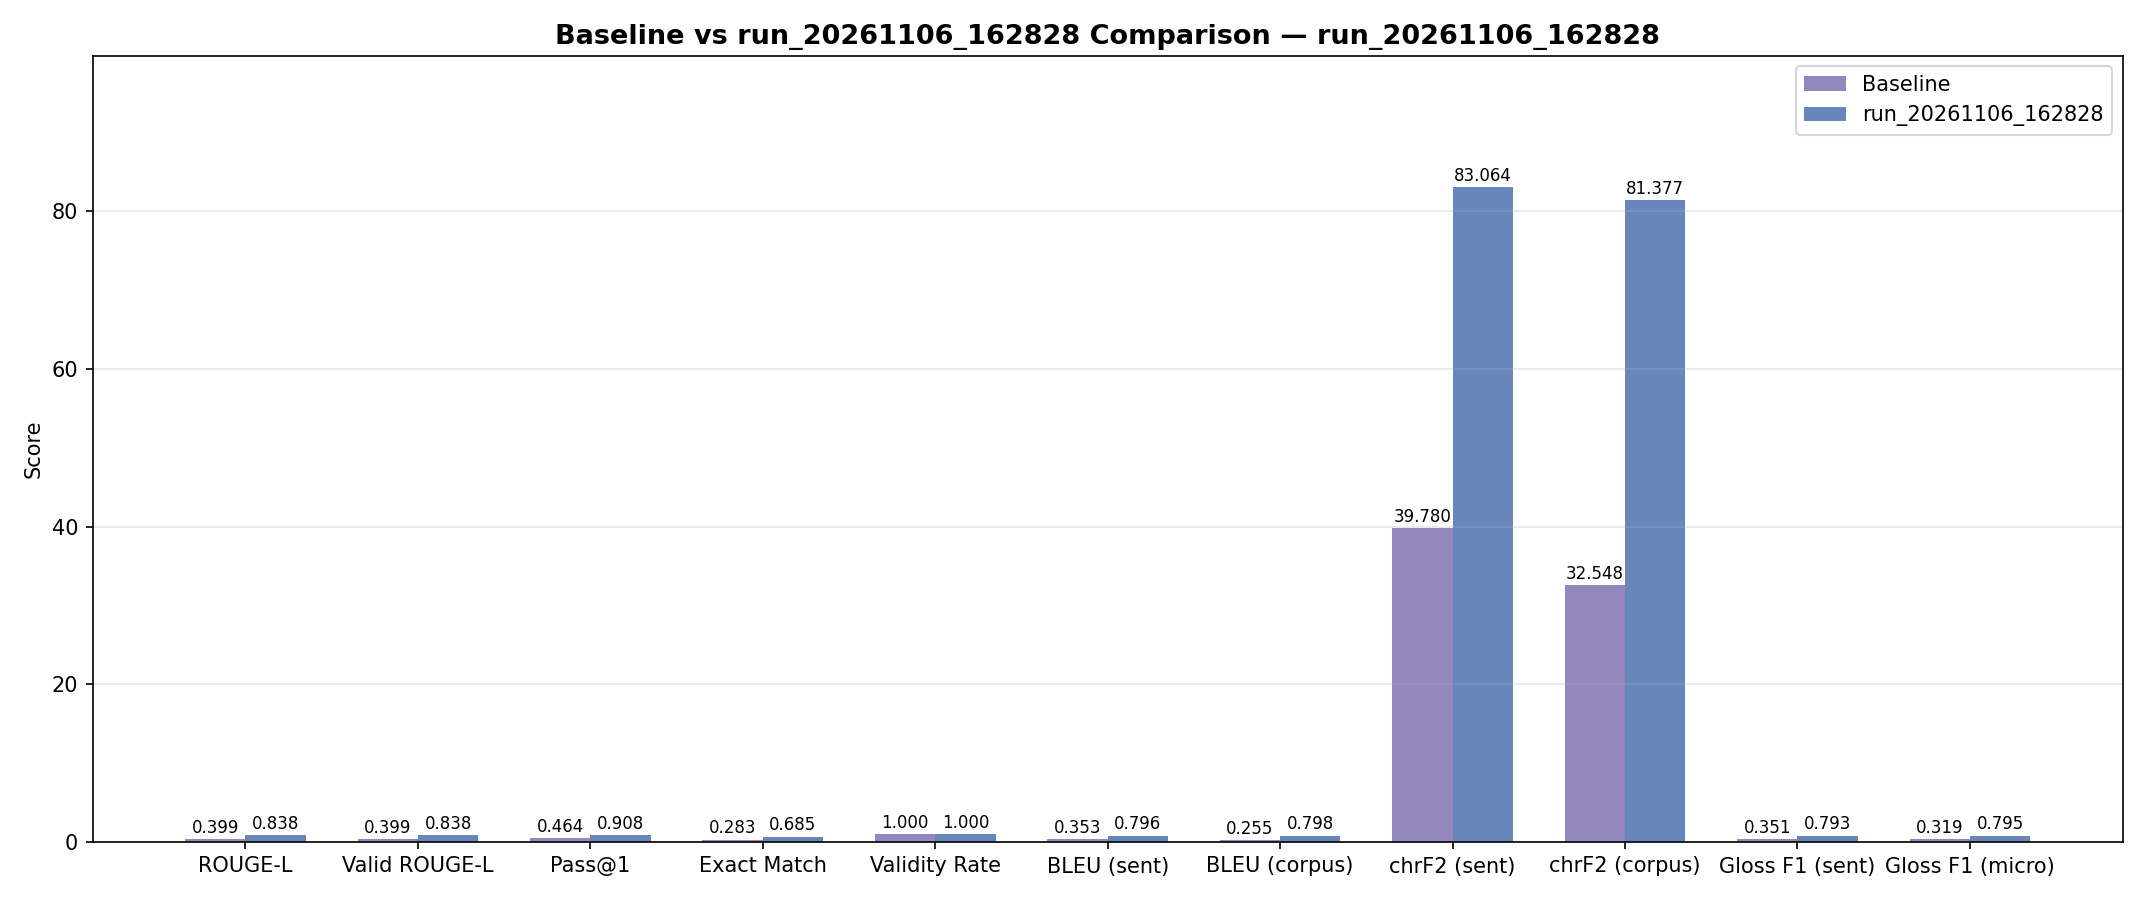 Baseline vs run_20261106_162828 Comparison — run_20261106_162828
Baseline
run_20261106_162828
Score
80
60
40
20
0
0.399 0.838
0.399 0.838
0.464 0.908
0.283 0.685
1.000 1.000
0.353 0.796
0.255 0.798
39.780 83.064
32.548 81.377
0.351 0.793
0.319 0.795
ROUGE-L
Valid ROUGE-L
Pass@1
Exact Match
Validity Rate
BLEU (sent)
BLEU (corpus)
chrF2 (sent)
chrF2 (corpus)
Gloss F1 (sent)
Gloss F1 (micro)